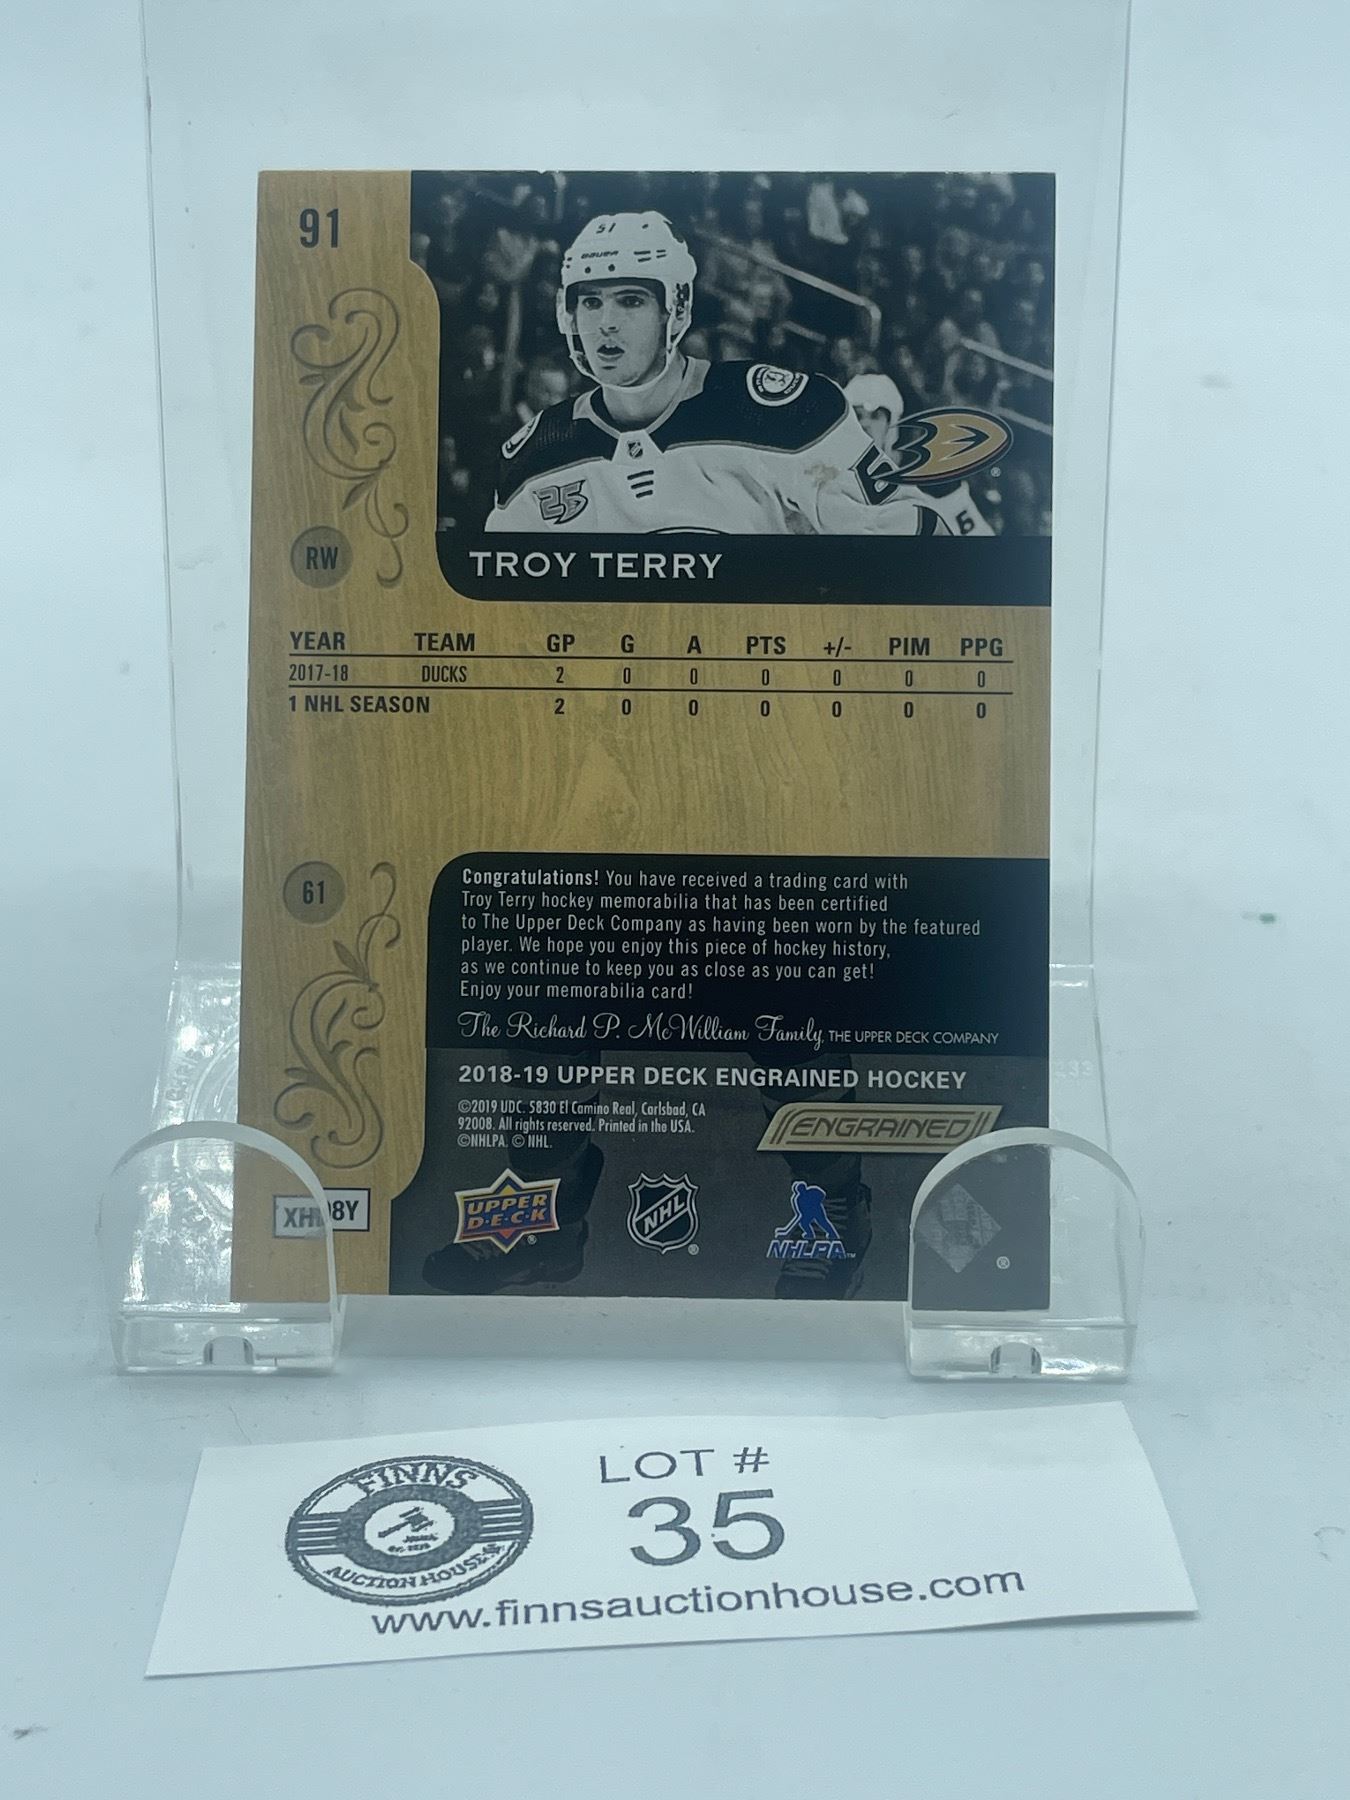 91
51
BAUER
25
5
RW
TROY TERRY
YEAR TEAM GP G A PTS +/- PIM PPG
2017-18 DUCKS 2 0 0 0 0 0 0
1 NHL SEASON 2 0 0 0 0 0 0
61
Congratulations! You have received a trading card with
Troy Terry hockey memorabilia that has been certified
to The Upper Deck Company as having been worn by the featured
player. We hope you enjoy this piece of hockey history,
as we continue to keep you as close as you can get!
Enjoy your memorabilia card!
The Richard P. McWilliam Family, THE UPPER DECK COMPANY
2018-19 UPPER DECK ENGRAINED HOCKEY
©2019 UDC. 5830 El Camino Real, Carlsbad, CA
92008. All rights reserved. Printed in the USA.
©NHLPA. © NHL.
ENGRAINED
UPPER
D·E·C·K
®
NHL
®
NHLPA™
®
FINNS
AUCTION HOUSE
LOT #
35
www.finnsauctionhouse.com